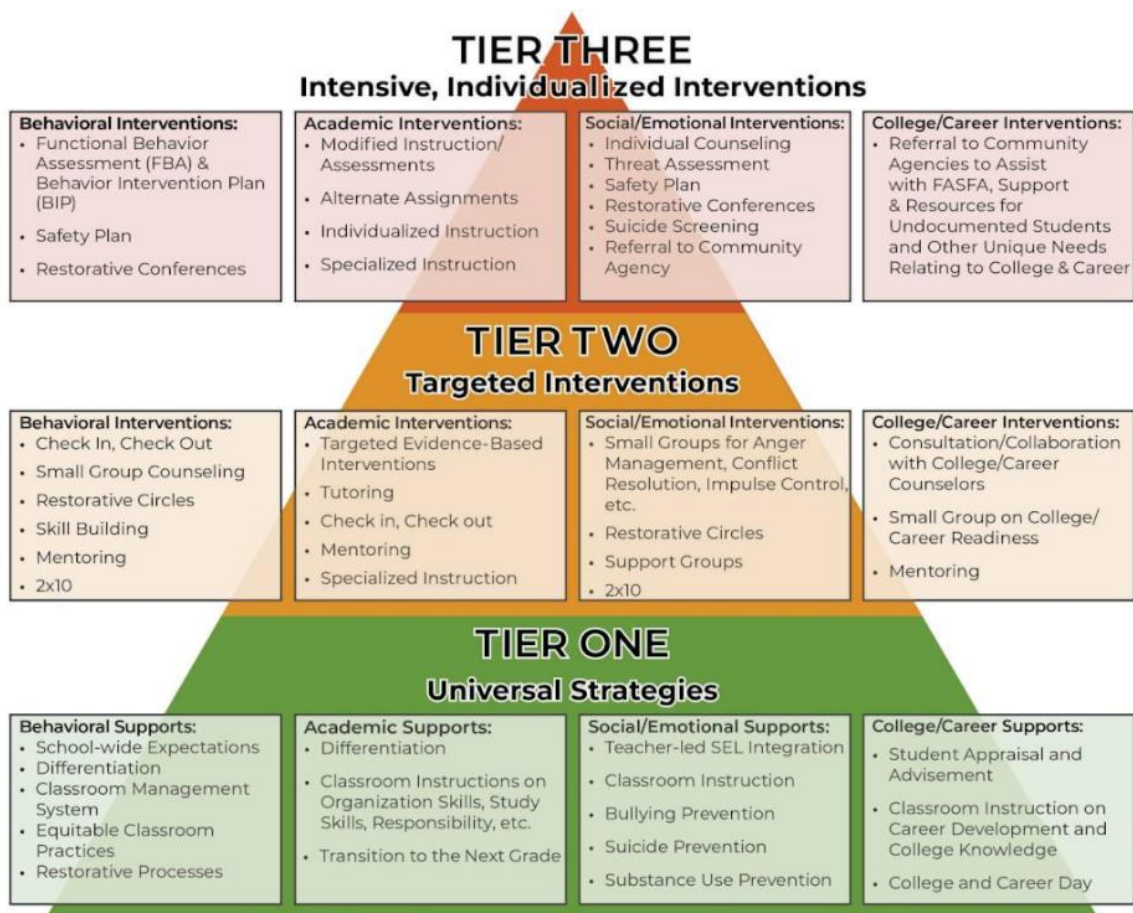 TIER THREE
Intensive, Individualized Interventions
Behavioral Interventions:
• Functional Behavior
Assessment (FBA) &
Behavior Intervention Plan
(BIP)
• Safety Plan
• Restorative Conferences
Academic Interventions:
• Modified Instruction/
Assessments
• Alternate Assignments
• Individualized Instruction
• Specialized Instruction
Social/Emotional Interventions:
• Individual Counseling
• Threat Assessment
• Safety Plan
• Restorative Conferences
• Suicide Screening
• Referral to Community
Agency
College/Career Interventions:
• Referral to Community
Agencies to Assist
with FASFA, Support
& Resources for
Undocumented Students
and Other Unique Needs
Relating to College & Career
TIER TWO
Targeted Interventions
Behavioral Interventions:
• Check In, Check Out
• Small Group Counseling
• Restorative Circles
• Skill Building
• Mentoring
• 2x10
Academic Interventions:
• Targeted Evidence-Based
Interventions
• Tutoring
• Check in, Check out
• Mentoring
• Specialized Instruction
Social/Emotional Interventions:
• Small Groups for Anger
Management, Conflict
Resolution, Impulse Control,
etc.
• Restorative Circles
• Support Groups
• 2x10
College/Career Interventions:
• Consultation/Collaboration
with College/Career
Counselors
• Small Group on College/
Career Readiness
• Mentoring
TIER ONE
Universal Strategies
Behavioral Supports:
• School-wide Expectations
• Differentiation
• Classroom Management
System
• Equitable Classroom
Practices
• Restorative Processes
Academic Supports:
• Differentiation
• Classroom Instructions on
Organization Skills, Study
Skills, Responsibility, etc.
• Transition to the Next Grade
Social/Emotional Supports:
• Teacher-led SEL Integration
• Classroom Instruction
• Bullying Prevention
• Suicide Prevention
• Substance Use Prevention
College/Career Supports:
• Student Appraisal and
Advisement
• Classroom Instruction on
Career Development and
College Knowledge
• College and Career Day